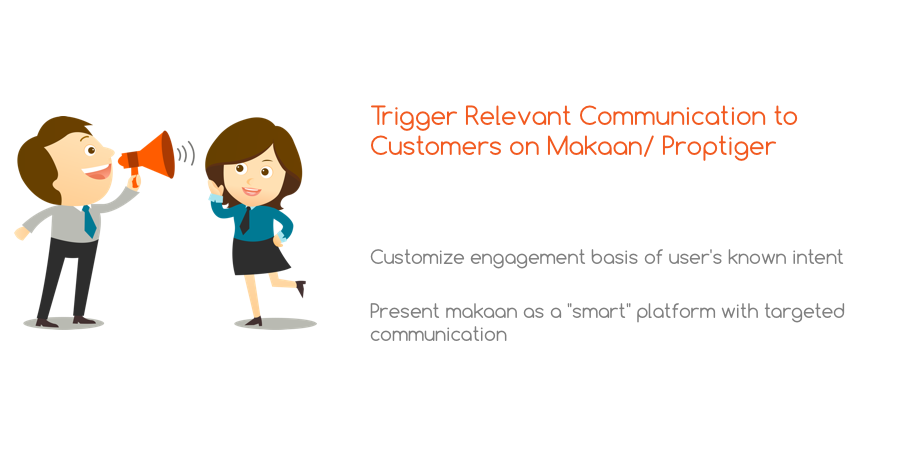 Trigger Relevant Communication to
Customers on Makaan/ Proptiger
Customize engagement basis of user's known intent
Present makaan as a "smart" platform with targeted
communication